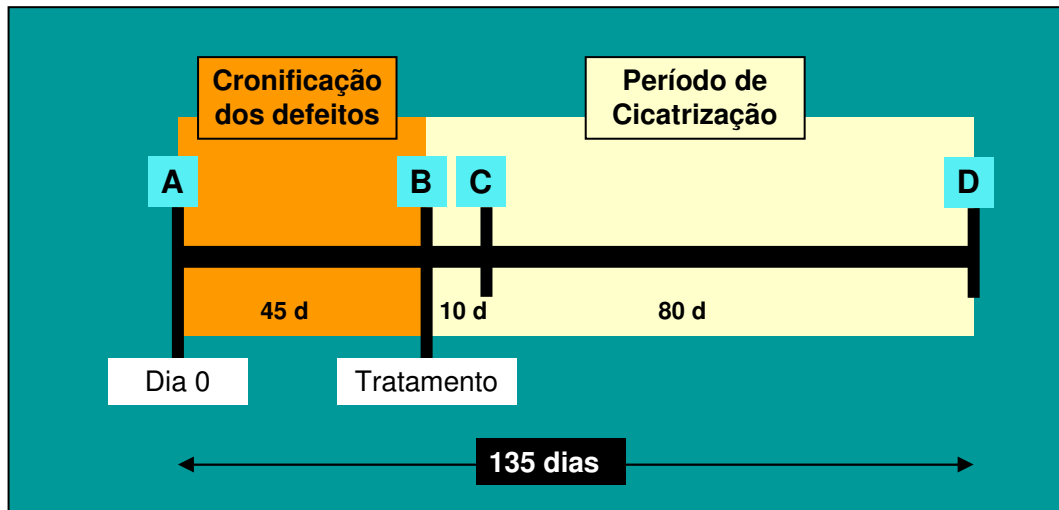 Cronificação
dos defeitos
Período de
Cicatrização
A
B
C
D
45 d
10 d
80 d
Dia 0
Tratamento
135 dias